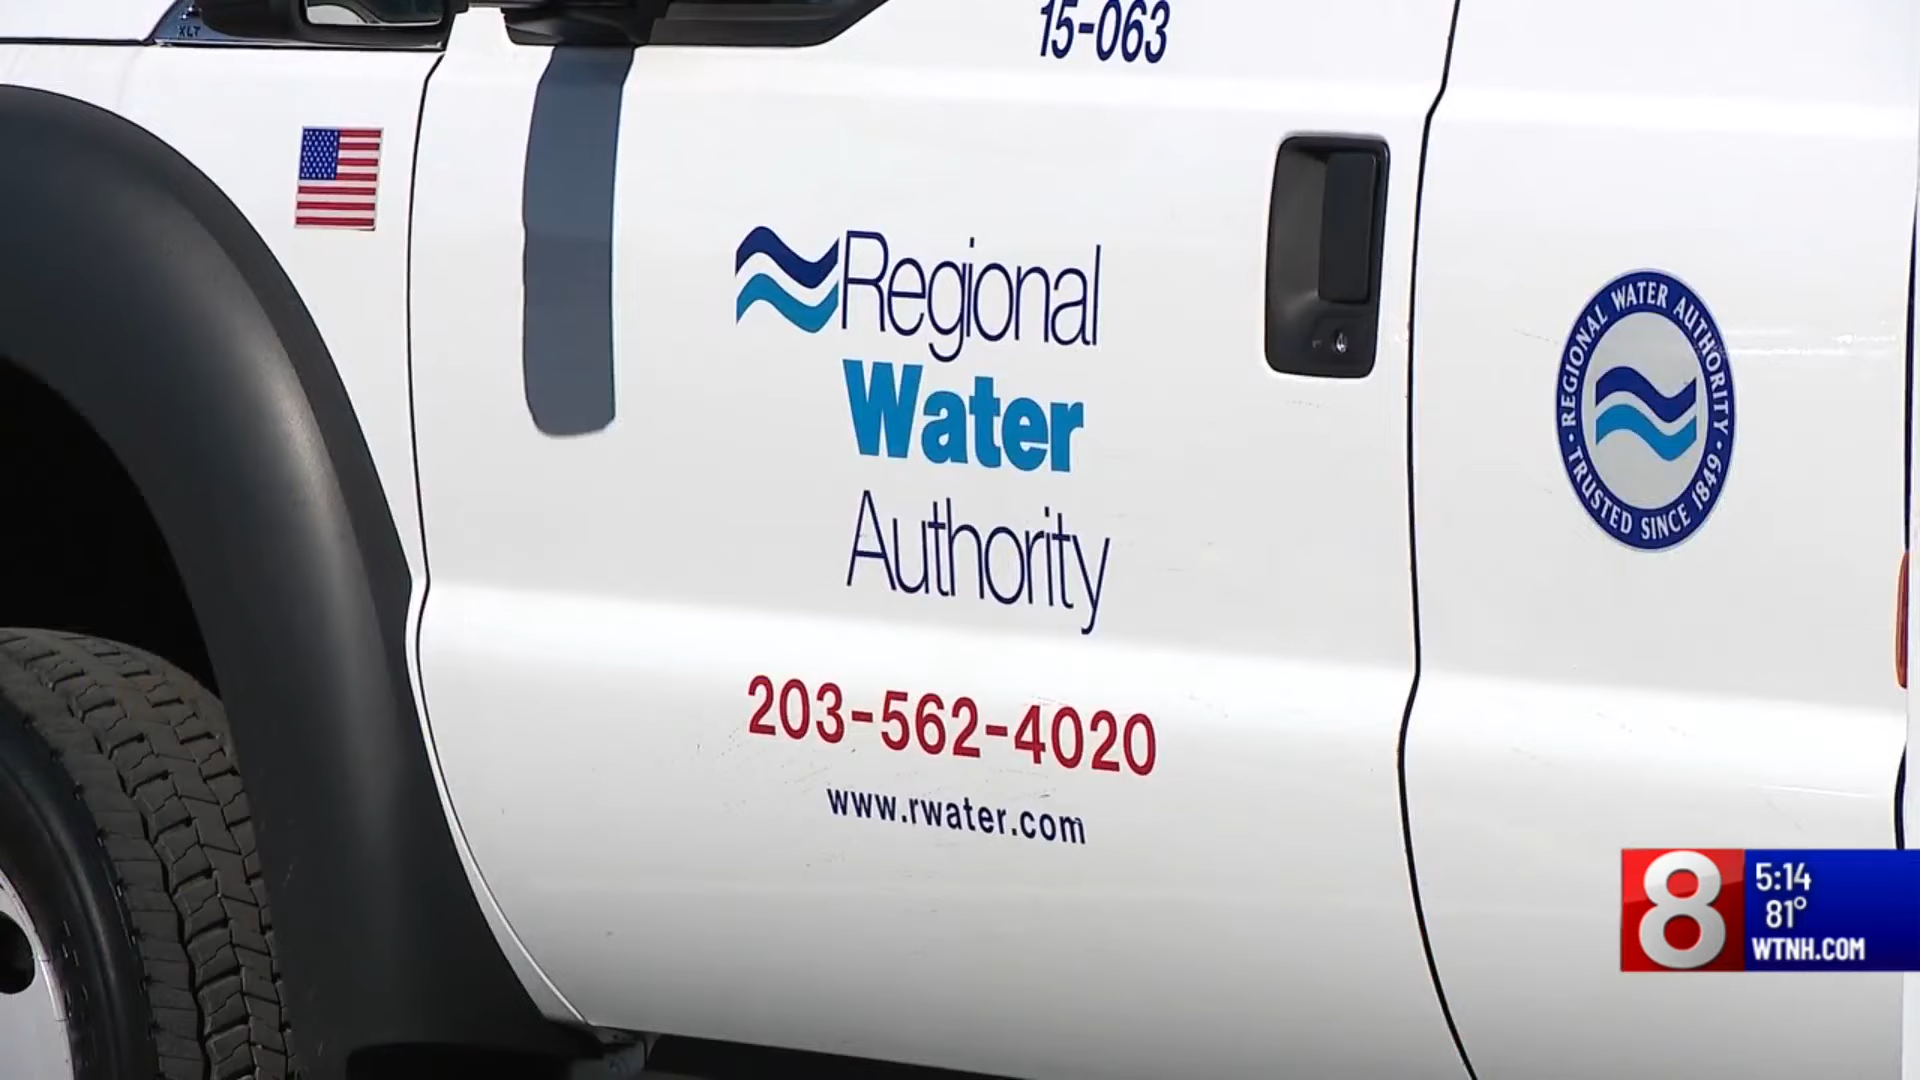 XLT
15-063
Regional
Water
Authority
203-562-4020
www.rwater.com
REGIONAL WATER AUTHORITY
• TRUSTED SINCE 1849 •
8
5:14
81°
WTNH.COM